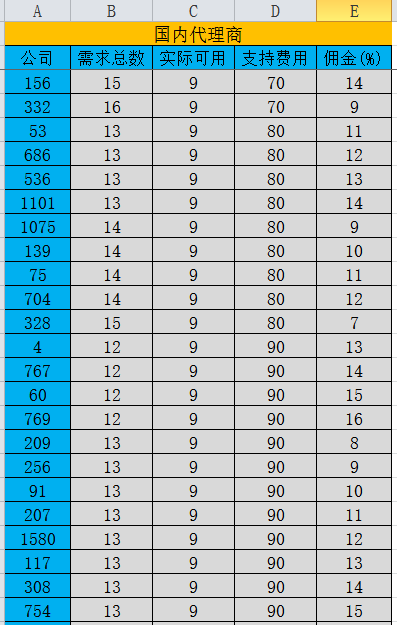 A B C D E
国内代理商
公司 需求总数 实际可用 支持费用 佣金(%)
156 15 9 70 14
332 16 9 70 9
53 13 9 80 11
686 13 9 80 12
536 13 9 80 13
1101 13 9 80 14
1075 14 9 80 9
139 14 9 80 10
75 14 9 80 11
704 14 9 80 12
328 15 9 80 7
4 12 9 90 13
767 12 9 90 14
60 12 9 90 15
769 12 9 90 16
209 13 9 90 8
256 13 9 90 9
91 13 9 90 10
207 13 9 90 11
1580 13 9 90 12
117 13 9 90 13
308 13 9 90 14
754 13 9 90 15